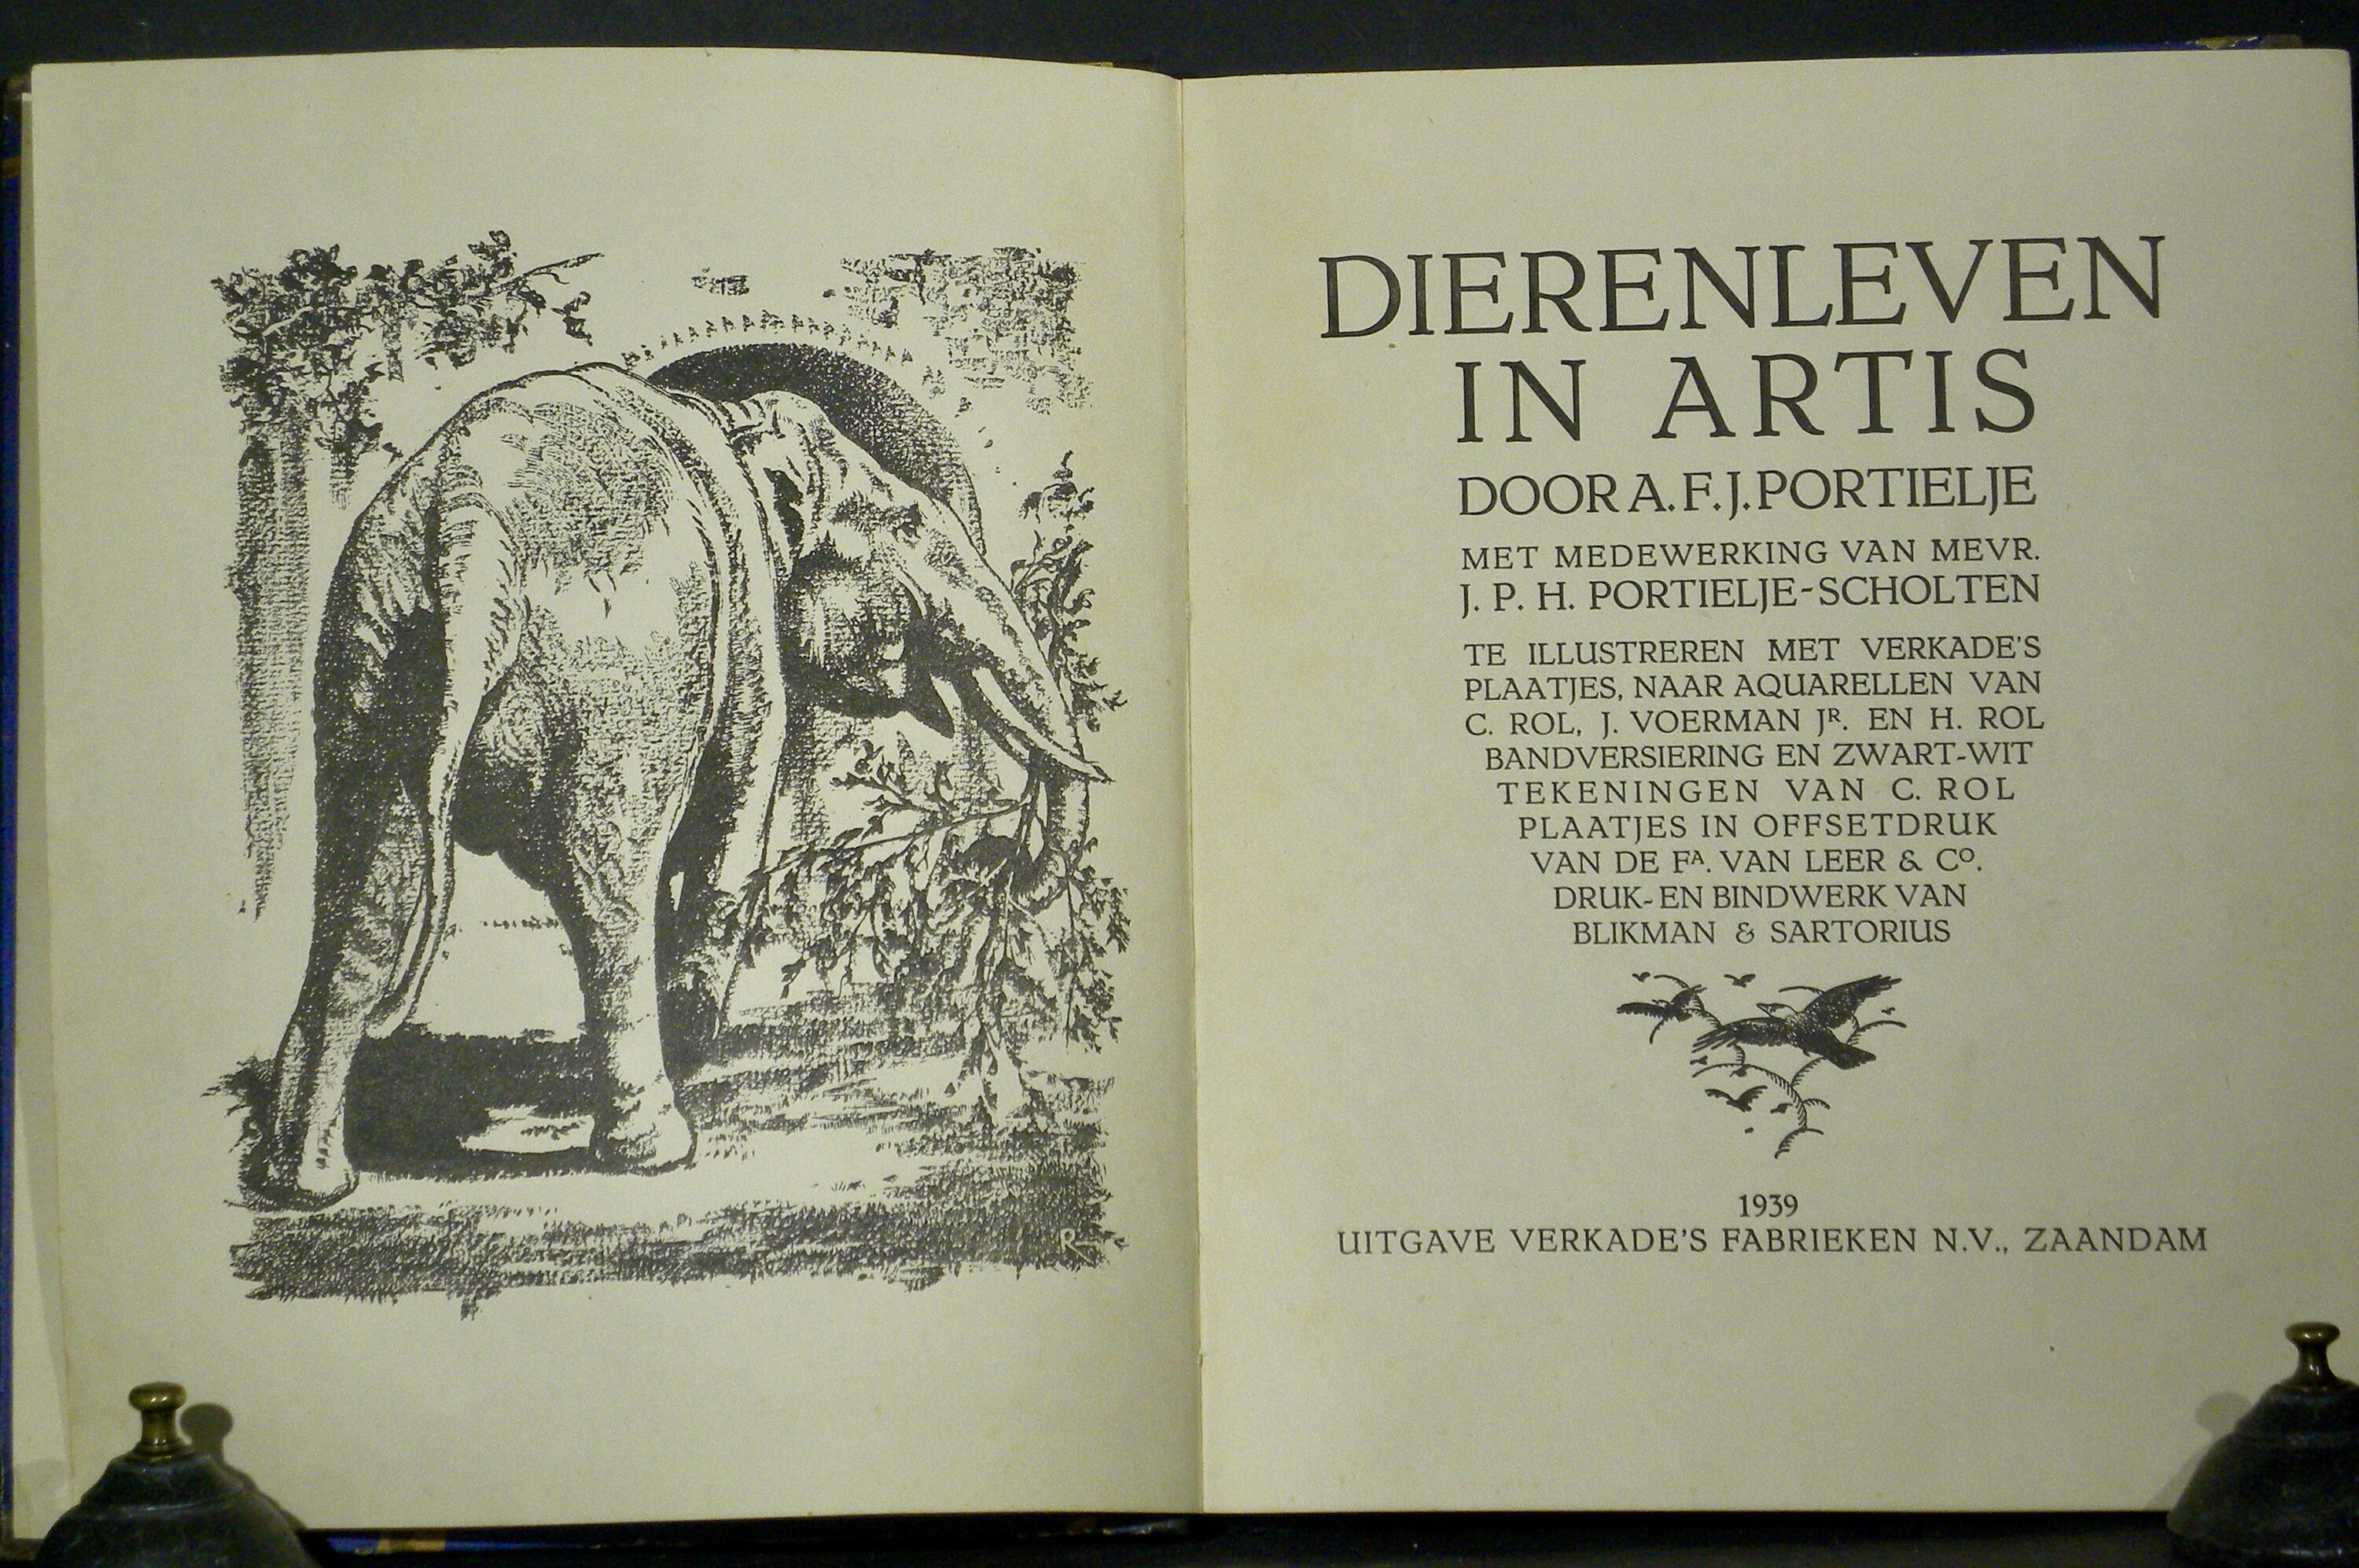 DIERENLEVEN
IN ARTIS
DOOR A. F. J. PORTIELJE
MET MEDEWERKING VAN MEVR.
J. P. H. PORTIELJE-SCHOLTEN
TE ILLUSTREREN MET VERKADE'S
PLAATJES, NAAR AQUARELLEN VAN
C. ROL, J. VOERMAN JR. EN H. ROL
BANDVERSIERING EN ZWART-WIT
TEKENINGEN VAN C. ROL
PLAATJES IN OFFSETDRUK
VAN DE FA. VAN LEER & CO.
DRUK- EN BINDWERK VAN
BLIKMAN & SARTORIUS
1939
UITGAVE VERKADE'S FABRIEKEN N.V., ZAANDAM